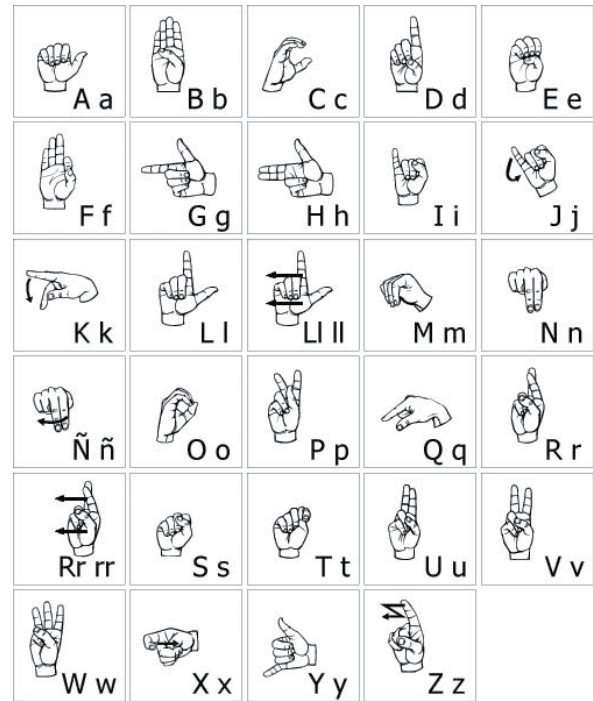 A a B b C c D d E e
F f G g H h I i J j
K k L l Ll ll M m N n
Ñ ñ O o P p Q q R r
Rr rr S s T t U u V v
W w X x Y y Z z